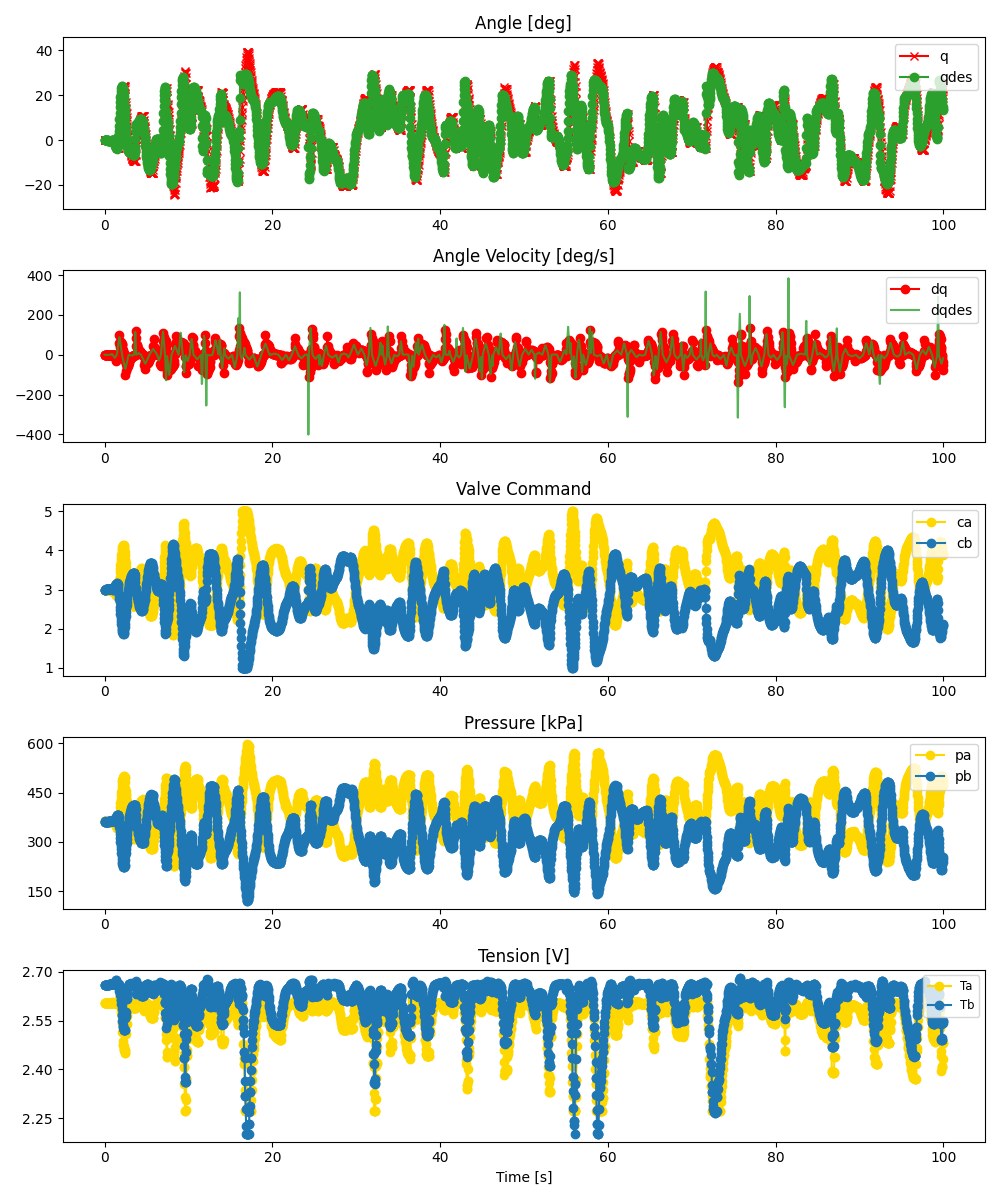 Angle [deg]
40
20
0
−20
q
qdes
0 20 40 60 80 100
Angle Velocity [deg/s]
400
200
0
−200
−400
dq
dqdes
0 20 40 60 80 100
Valve Command
5
4
3
2
1
ca
cb
0 20 40 60 80 100
Pressure [kPa]
600
450
300
150
pa
pb
0 20 40 60 80 100
Tension [V]
2.70
2.55
2.40
2.25
Ta
Tb
0 20 40 60 80 100
Time [s]